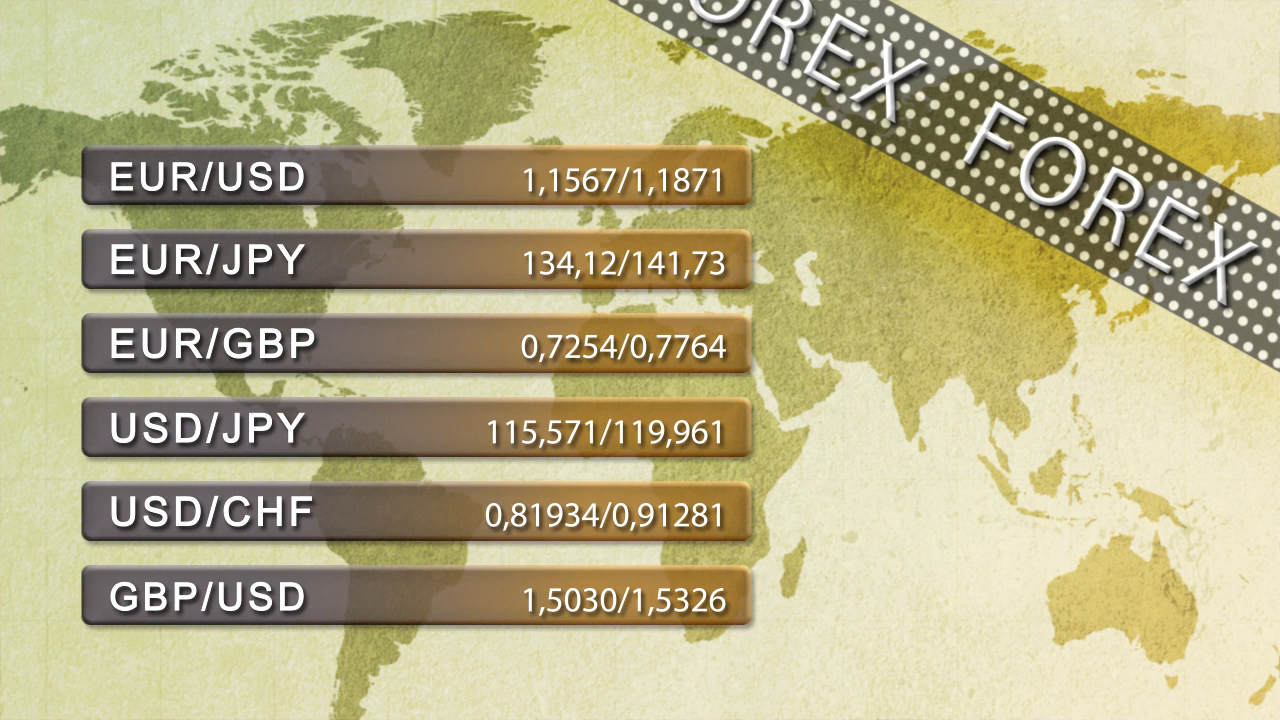 FOREX FOREX
EUR/USD 1,1567/1,1871
EUR/JPY 134,12/141,73
EUR/GBP 0,7254/0,7764
USD/JPY 115,571/119,961
USD/CHF 0,81934/0,91281
GBP/USD 1,5030/1,5326